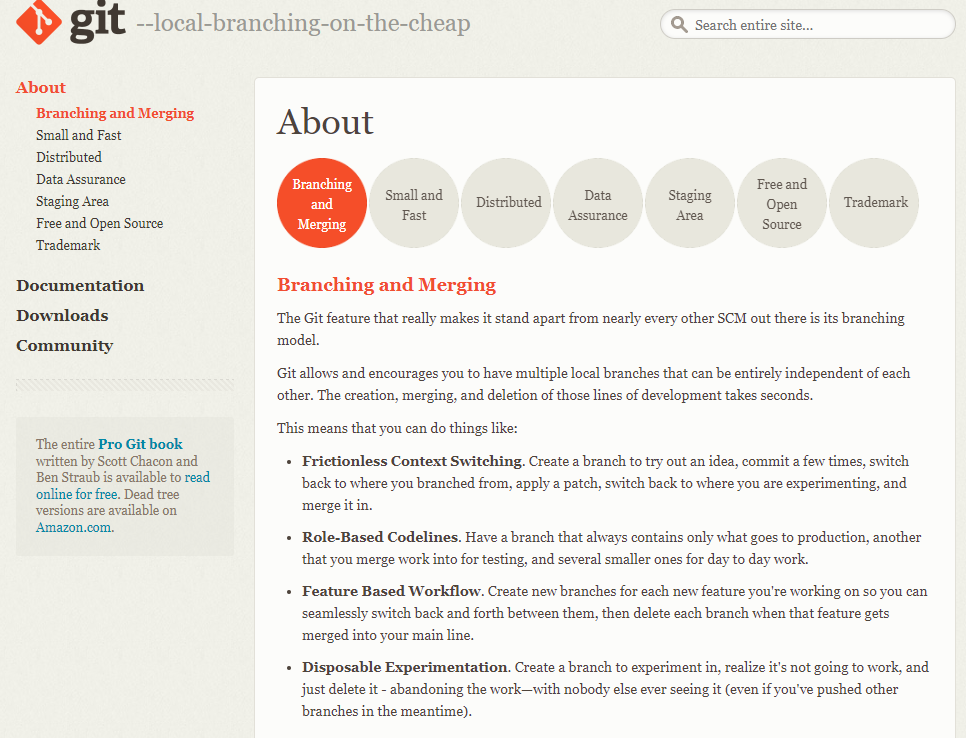 git --local-branching-on-the-cheap
Search entire site...
About
Branching and Merging
Small and Fast
Distributed
Data Assurance
Staging Area
Free and Open Source
Trademark
Documentation
Downloads
Community
The entire Pro Git book
written by Scott Chacon and
Ben Straub is available to read
online for free. Dead tree
versions are available on
Amazon.com.
About
Branching
and
Merging
Small and
Fast
Distributed
Data
Assurance
Staging
Area
Free and
Open
Source
Trademark
Branching and Merging
The Git feature that really makes it stand apart from nearly every other SCM out there is its branching
model.
Git allows and encourages you to have multiple local branches that can be entirely independent of each
other. The creation, merging, and deletion of those lines of development takes seconds.
This means that you can do things like:
• Frictionless Context Switching. Create a branch to try out an idea, commit a few times, switch
back to where you branched from, apply a patch, switch back to where you are experimenting, and
merge it in.
• Role-Based Codelines. Have a branch that always contains only what goes to production, another
that you merge work into for testing, and several smaller ones for day to day work.
• Feature Based Workflow. Create new branches for each new feature you're working on so you can
seamlessly switch back and forth between them, then delete each branch when that feature gets
merged into your main line.
• Disposable Experimentation. Create a branch to experiment in, realize it's not going to work, and
just delete it - abandoning the work—with nobody else ever seeing it (even if you've pushed other
branches in the meantime).